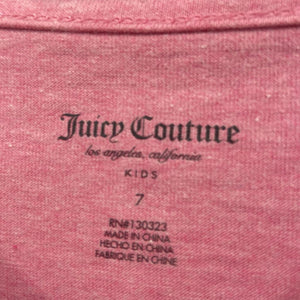 Juicy Couture
los angeles, california
KIDS
7
RN#130323
MADE IN CHINA
HECHO EN CHINA
FABRIQUE EN CHINE